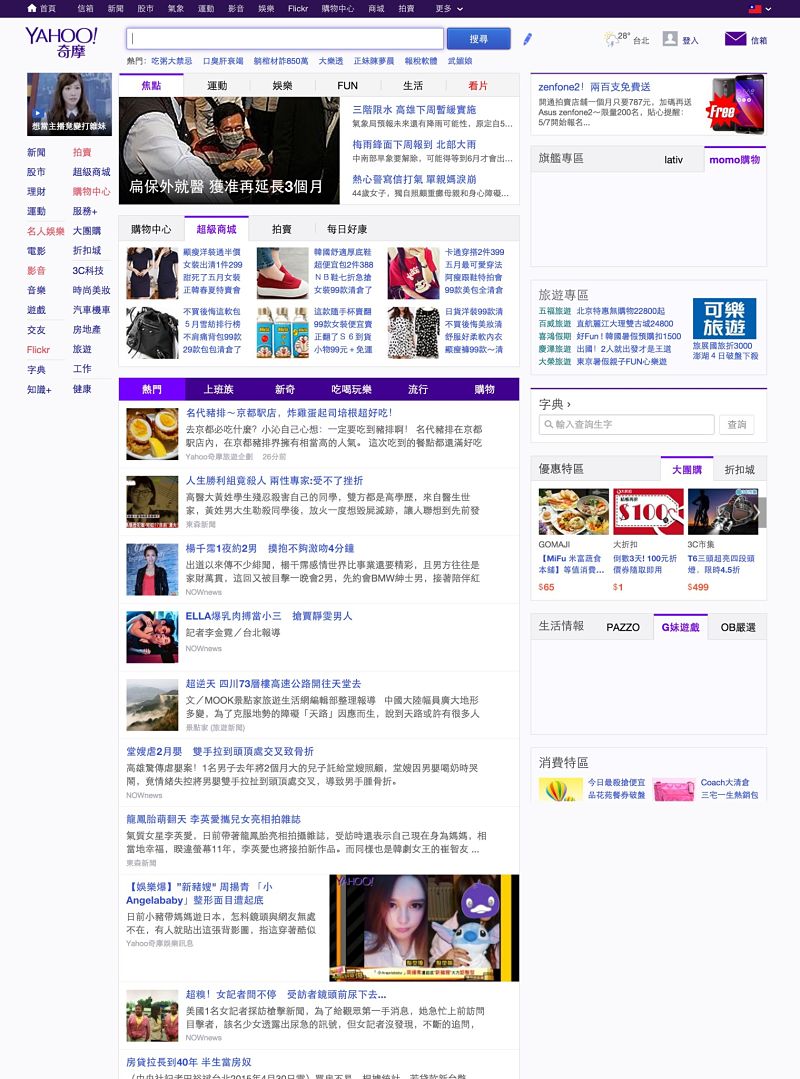 首頁 信箱 新聞 股市 氣象 運動 影音 娛樂 Flickr 購物中心 商城 拍賣 更多
YAHOO!
奇摩
搜尋
28° 台北 登入 信箱
熱門: 吃粥大禁忌 口臭肝衰竭 躺棺材詐850萬 大樂透 正妹陳夢晨 報稅軟體 武媚娘
想當主播竟變打雜妹
新聞 拍賣
股市 超級商城
理財 購物中心
運動 服務+
名人娛樂 大團購
電影 折扣城
影音 3C科技
音樂 時尚美妝
遊戲 汽車機車
交友 房地產
Flickr 旅遊
字典 工作
知識+ 健康
焦點 運動 娛樂 FUN 生活 看片
扁保外就醫 獲准再延長3個月
三階限水 高雄下周暫緩實施
氣象局預報未來還有降雨可能性，原定自5...
梅雨鋒面下周報到 北部大雨
中南部旱象要解除，可能得等到6月才會出...
熱心警寫信打氣 單親媽淚崩
44歲女子，獨自照顧重癱母親和身心障礙...
購物中心 超級商城 拍賣 每日好康
顯瘦洋裝透半價
女裝出清1件299
甜死了五月女裝
正韓春夏特賣會
韓國舒適厚底鞋
超便宜包2件388
ＮＢ鞋七折急搶
女裝99款清倉了
卡通穿搭2件399
五月最可愛穿法
阿瘦跟鞋特拍會
99款美包全清倉
不買後悔這軟包
５月雪紡排行榜
不肩痛背包99款
29款包包清倉了
這款隨手杯賣翻
99款女裝便宜賣
正翻了Ｓ６到貨
小物99元＋免運
日貨洋裝99款清
不買後悔美妝清
舒服好柔軟內衣
顯瘦褲99款～清
熱門 上班族 新奇 吃喝玩樂 流行 購物
名代豬排～京都駅店，炸雞蛋起司培根超好吃!
去京都必吃什麼? 小沁自己心想: 一定要吃到豬排啊! 名代豬排在京都
駅店內，在京都豬排界擁有相當高的人氣。 這次吃到的餐點都還滿好吃
Yahoo奇摩旅遊企劃 26分前
人生勝利組竟殺人 兩性專家:受不了挫折
高醫大黃姓學生殘忍殺害自己的同學，雙方都是高學歷，來自醫生世
家，黃姓男大生勒殺同學後，放火一度想毀屍滅跡，讓人聯想到先前發
東森新聞
楊千霈1夜約2男 摸抱不夠激吻4分鐘
出道以來傳不少緋聞，楊千霈感情世界比事業還要精彩，且男方往往是
家財萬貫，這回又被目擊一晚會2男，先約會BMW紳士男，接著陪伴紅
NOWnews
ELLA爆乳肉搏當小三 搶賈靜雯男人
記者李金霓／台北報導
NOWnews
超逆天 四川73層樓高速公路開往天堂去
文／MOOK景點家旅遊生活網編輯部整理報導 中國大陸幅員廣大地形
多變，為了克服地勢的障礙「天路」因應而生，說到天路或許有很多人
景點家 (旅遊新聞)
堂嫂虐2月嬰 雙手拉到頭頂處交叉致骨折
高雄驚傳虐嬰案! 1名男子去年將2個月大的兒子託給堂嫂照顧，堂嫂因男嬰喝奶時哭
鬧，竟情緒失控將男嬰雙手拉扯到頭頂處交叉，導致男手腫骨折。
NOWnews
龍鳳胎萌翻天 李英愛攜兒女亮相拍雜誌
氣質女星李英愛，日前帶著龍鳳胎亮相拍攝雜誌，受訪時還表示自己現在身為媽媽，相
當地幸福，暌違螢幕11年，李英愛也將接拍新作品。而同樣也是韓劇女王的崔智友 ...
東森新聞
【娛樂爆】”新豬嫂" 周揚青 「小
Angelababy」整形面目遭起底
日前小豬帶媽媽遊日本，怎料鏡頭與網友無處
不在，有人就貼出這張背影圖，指這穿著酷似
Yahoo奇摩娛樂訊息
YAHOO!
超糗! 女記者問不停 受訪者鏡頭前尿下去...
美國1名女記者採訪槍擊新聞，為了給觀眾第一手消息，她急忙上前訪問
目擊者，該名少女透露出尿急的訊號，但女記者沒發現，不斷的追問，
NOWnews
房貸拉長到40年 半生當房奴
zenfone2! 兩百支免費送
開通拍賣店舖一個月只要787元，加碼再送
Asus zenfone2～限量200名，貼心提醒:
5/7開始報名...
Free
旗艦專區 lativ momo購物
旅遊專區
五福旅遊 北京特惠無購物22800起
百威旅遊 直航麗江大理雙古城24800
喜鴻假期 好Fun ! 韓國暑假預購扣1500
慶澤旅遊 出國! 2人就出發才是王道
大榮旅遊 東京暑假親子FUN心樂遊
可樂
旅遊
旅展國旅折3000
澎湖４日破盤下殺
字典 ›
輸入查詢生字 查詢
優惠特區 大團購 折扣城
$100
GOMAJI
【MiFu 米富蔬食
本舖】等值消費...
$65
大折扣
倒數3天! 100元折
價券隨取即用
$1
3C市集
T6三頭超亮四段頭
燈，限時4.5折
$499
生活情報 PAZZO G妹遊戲 OB嚴選
消費特區
今日最殺搶便宜
品花苑餐券破盤
Coach大清倉
三宅一生熱銷包